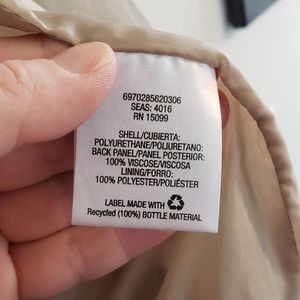 6970285620306
SEAS: 4016
RN 15099
SHELL/CUBIERTA:
POLYURETHANE/POLIURETANO:
BACK PANEL/PANEL POSTERIOR:
100% VISCOSE/VISCOSA
LINING/FORRO:
100% POLYESTER/POLIÉSTER
LABEL MADE WITH
Recycled (100%) BOTTLE MATERIAL